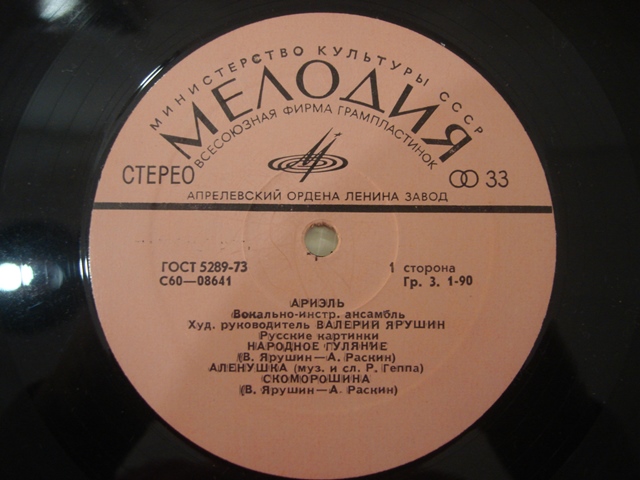 МИНИСТЕРСТВО КУЛЬТУРЫ СССР
МЕЛОДИЯ
ВСЕСОЮЗНАЯ ФИРМА ГРАМПЛАСТИНОК
СТЕРЕО
33
АПРЕЛЕВСКИЙ ОРДЕНА ЛЕНИНА ЗАВОД
ГОСТ 5289-73
1 сторона
С60—08641
Гр. 3. 1-90
АРИЭЛЬ
Вокально-инстр. ансамбль
Худ. руководитель ВАЛЕРИЙ ЯРУШИН
Русские картинки
НАРОДНОЕ ГУЛЯНИЕ
(В. Ярушин—А. Раскин)
АЛЕНУШКА (муз. и сл. Р. Геппа)
СКОМОРОШИНА
(В. Ярушин—А. Раскин)